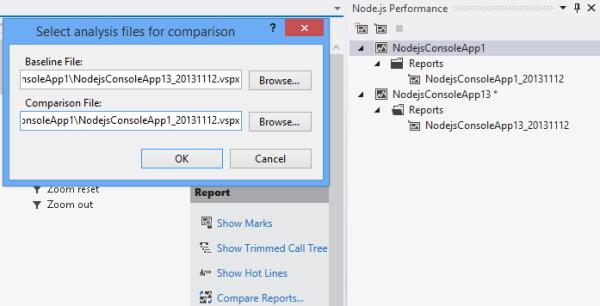 Select analysis files for comparison
?
Baseline File:
nsoleApp1\NodejsConsoleApp13_20131112.vspx
Browse...
Comparison File:
onsoleApp1\NodejsConsoleApp1_20131112.vspx
Browse...
OK
Cancel
Zoom reset
Zoom out
Report
Show Marks
Show Trimmed Call Tree
Show Hot Lines
Compare Reports...
Node.js Performance
NodejsConsoleApp1
Reports
NodejsConsoleApp1_20131112
NodejsConsoleApp13 *
Reports
NodejsConsoleApp13_20131112